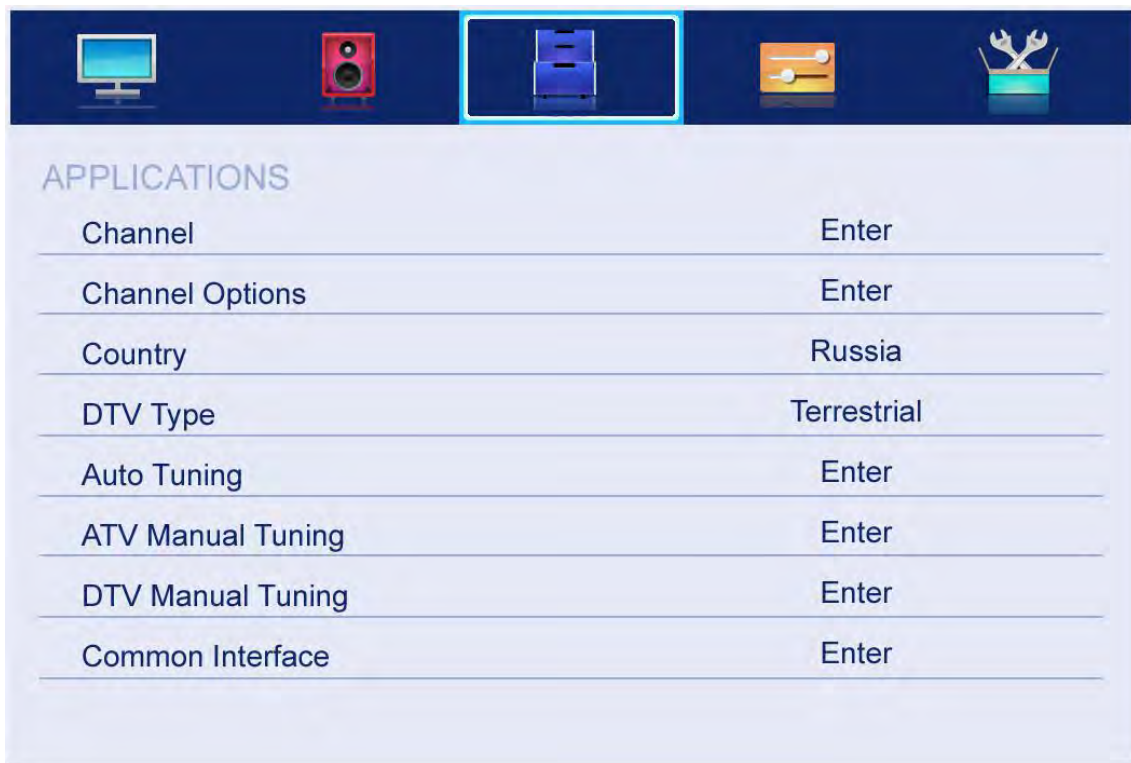 APPLICATIONS
Channel Enter
Channel Options Enter
Country Russia
DTV Type Terrestrial
Auto Tuning Enter
ATV Manual Tuning Enter
DTV Manual Tuning Enter
Common Interface Enter